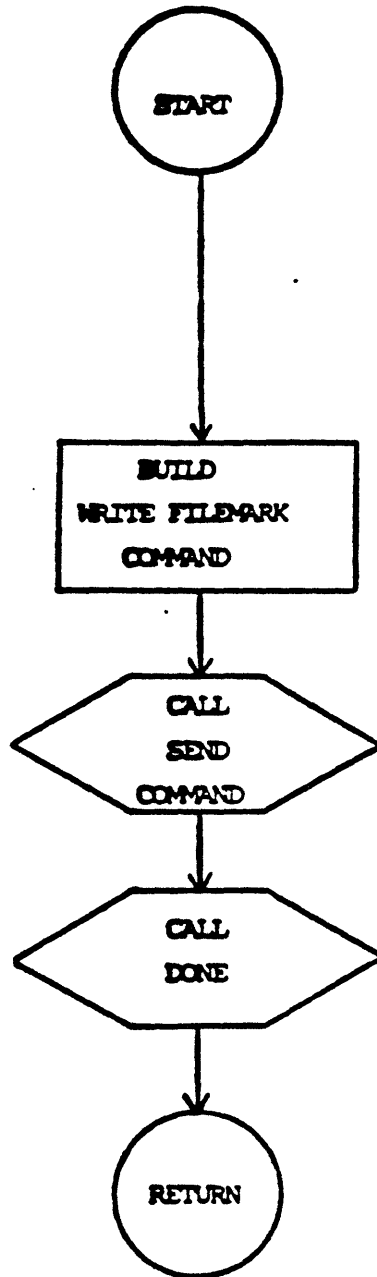 START
BUILD
WRITE FILEMARK
COMMAND
CALL
SEND
COMMAND
CALL
DONE
RETURN